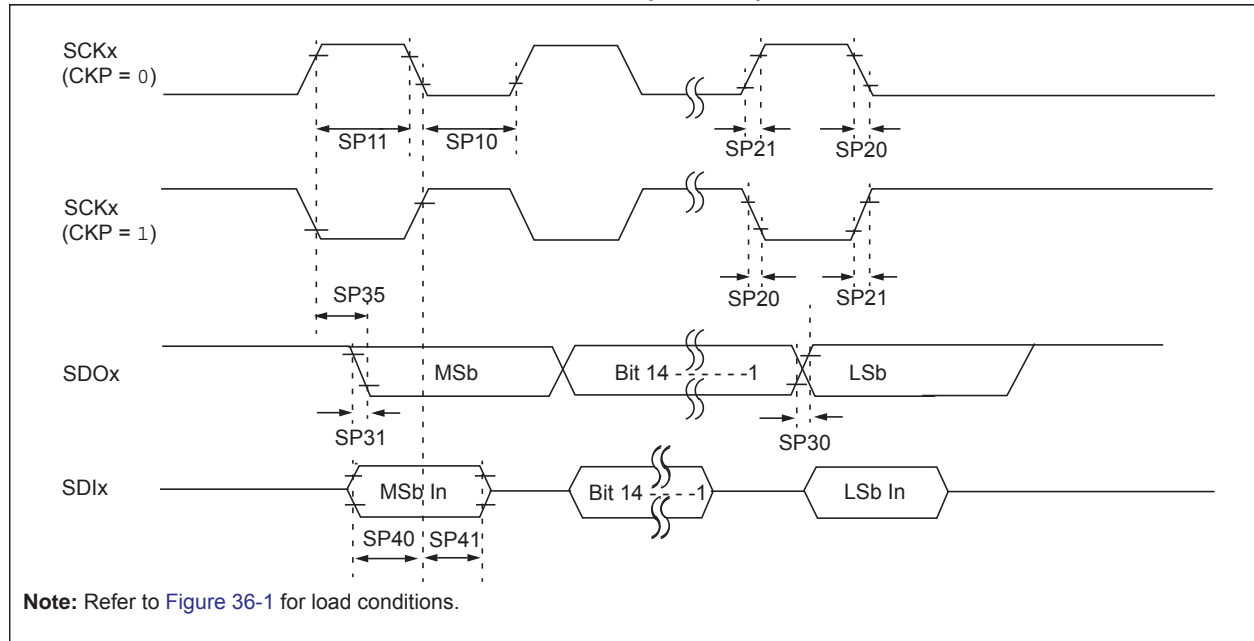 SCKx
(CKP = 0)
SP11
SP10
SP21
SP20
SCKx
(CKP = 1)
SP35
SP20
SP21
SDOx
MSb
Bit 14 - - - - - - -1
LSb
SP31
SP30
SDIx
MSb In
Bit 14 - - - - -1
LSb In
SP40
SP41
Note: Refer to Figure 36-1 for load conditions.